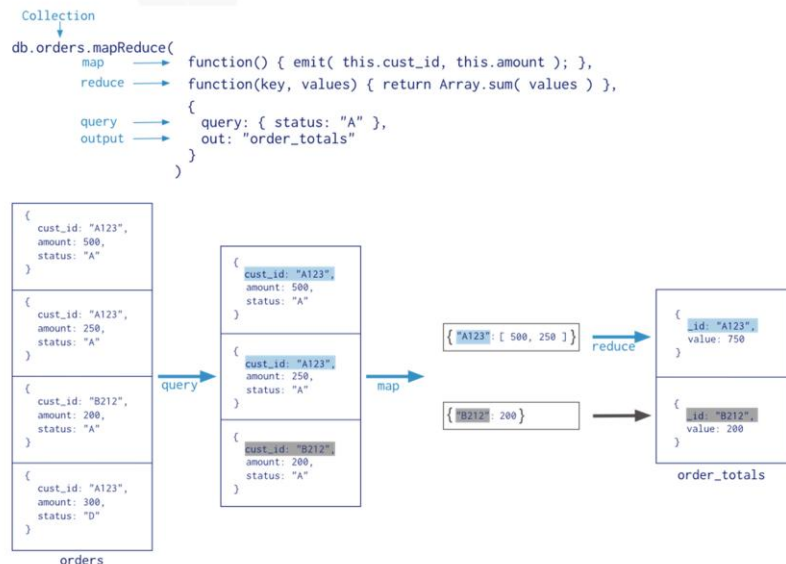 Collection
db.orders.mapReduce(
map function() { emit( this.cust_id, this.amount ); },
reduce function(key, values) { return Array.sum( values ) },
{
query query: { status: "A" },
output out: "order_totals"
}
)
{
cust_id: "A123",
amount: 500,
status: "A"
}
{
cust_id: "A123",
amount: 250,
status: "A"
}
{
cust_id: "B212",
amount: 200,
status: "A"
}
{
cust_id: "A123",
amount: 300,
status: "D"
}
orders
query
{
cust_id: "A123",
amount: 500,
status: "A"
}
{
cust_id: "A123",
amount: 250,
status: "A"
}
{
cust_id: "B212",
amount: 200,
status: "A"
}
map
{ "A123": [ 500, 250 ] }
{ "B212": 200 }
reduce
{
_id: "A123",
value: 750
}
{
_id: "B212",
value: 200
}
order_totals